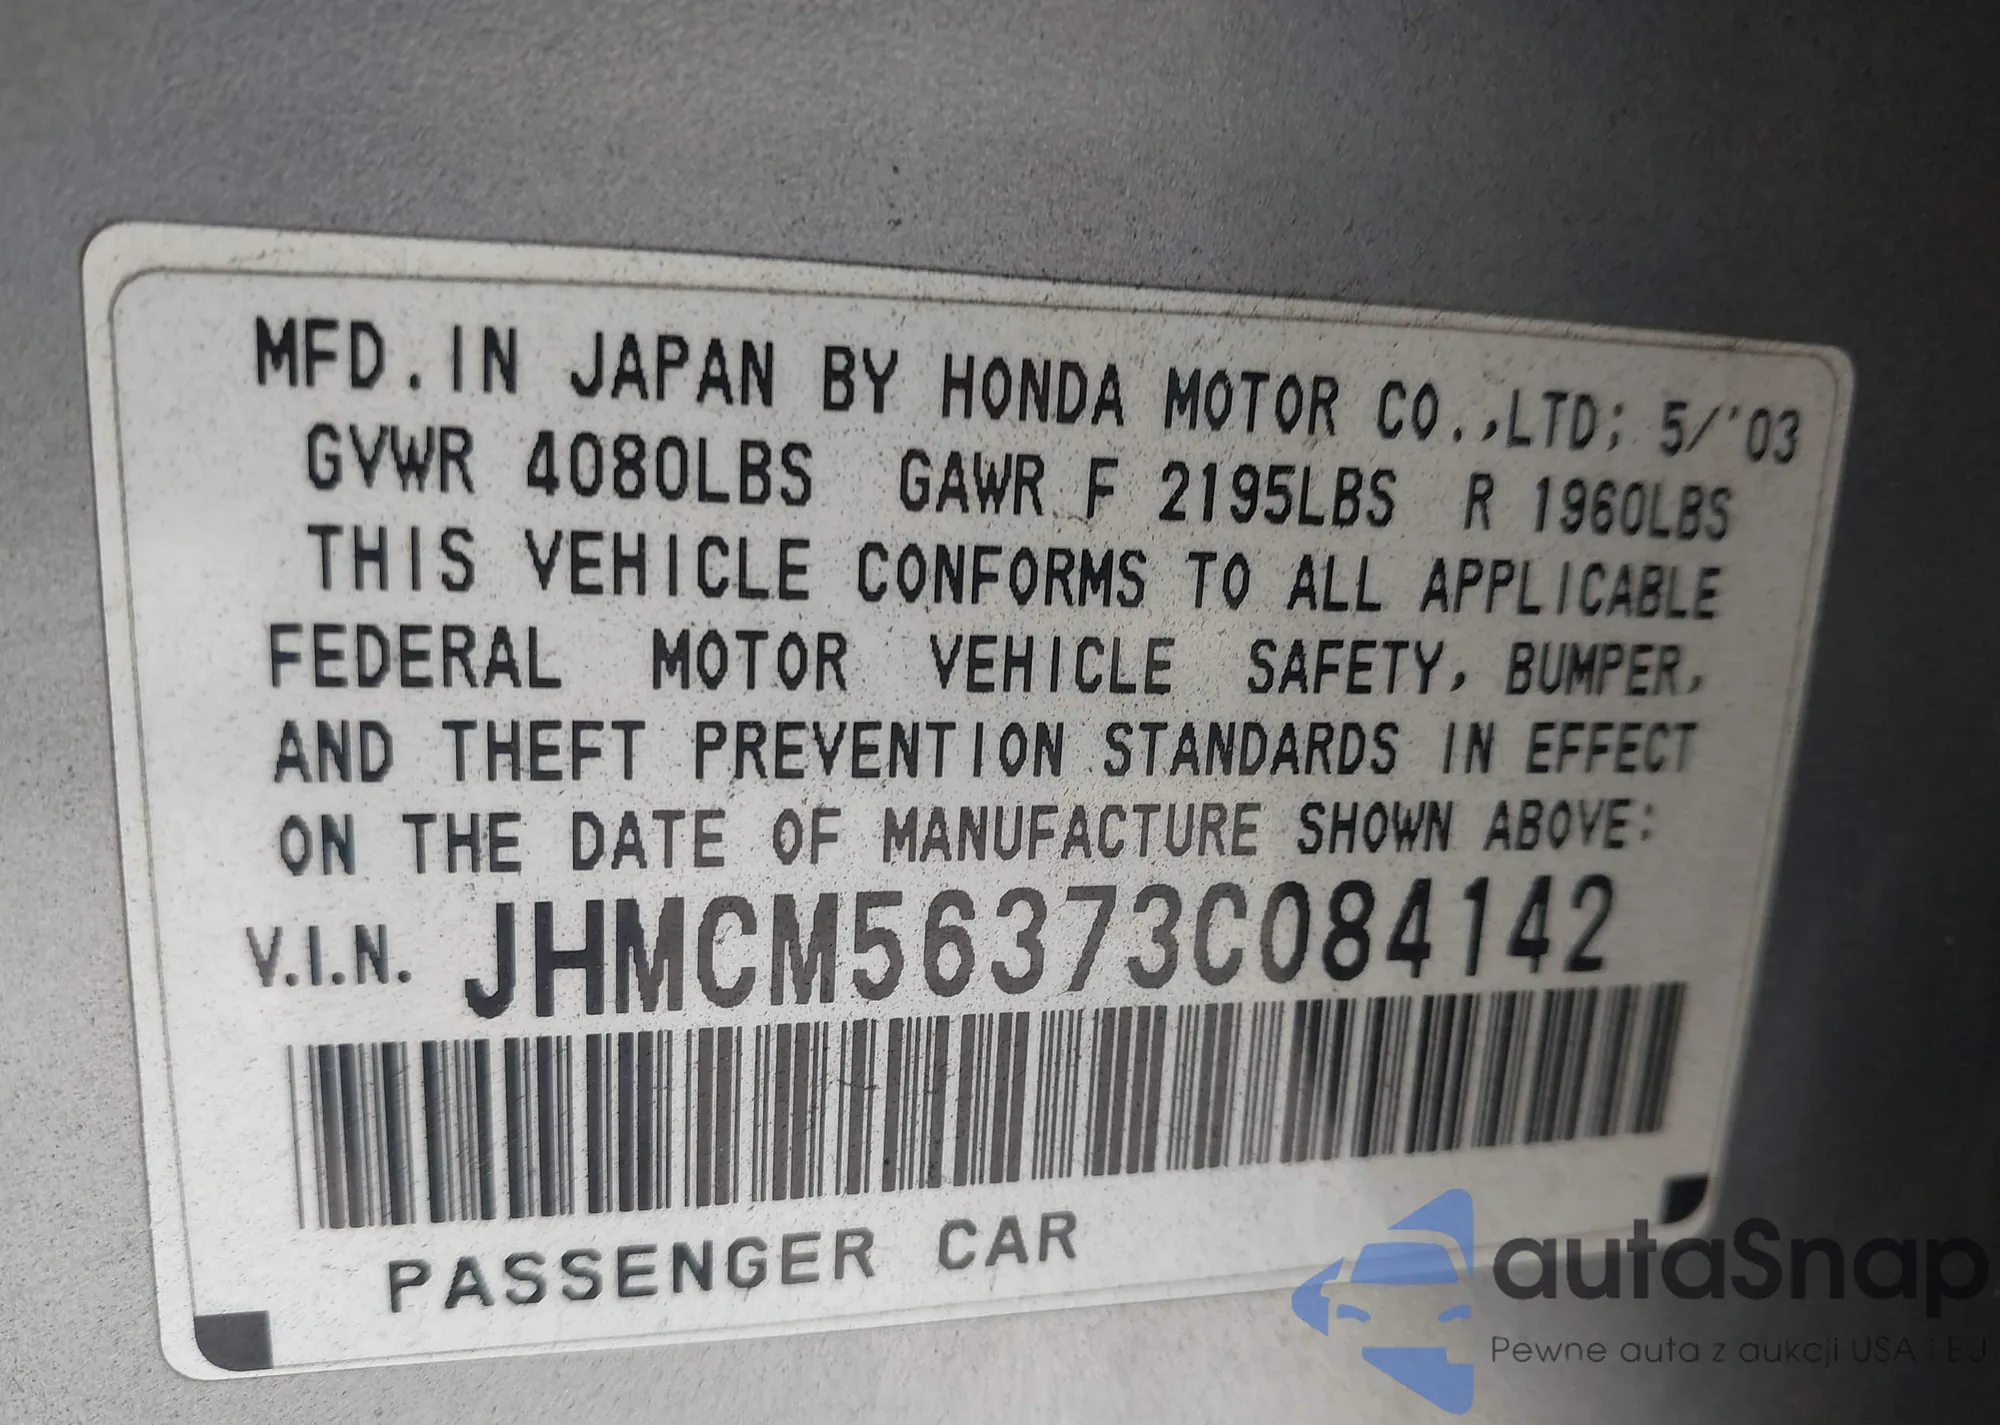 MFD. IN JAPAN BY HONDA MOTOR CO.,LTD; 5/'03
GVWR 4080LBS GAWR F 2195LBS R 1960LBS
THIS VEHICLE CONFORMS TO ALL APPLICABLE
FEDERAL MOTOR VEHICLE SAFETY, BUMPER,
AND THEFT PREVENTION STANDARDS IN EFFECT
ON THE DATE OF MANUFACTURE SHOWN ABOVE:
V.I.N. JHMCM56373C084142
PASSENGER CAR
autaSnap
Pewne auta z aukcji USA i EU